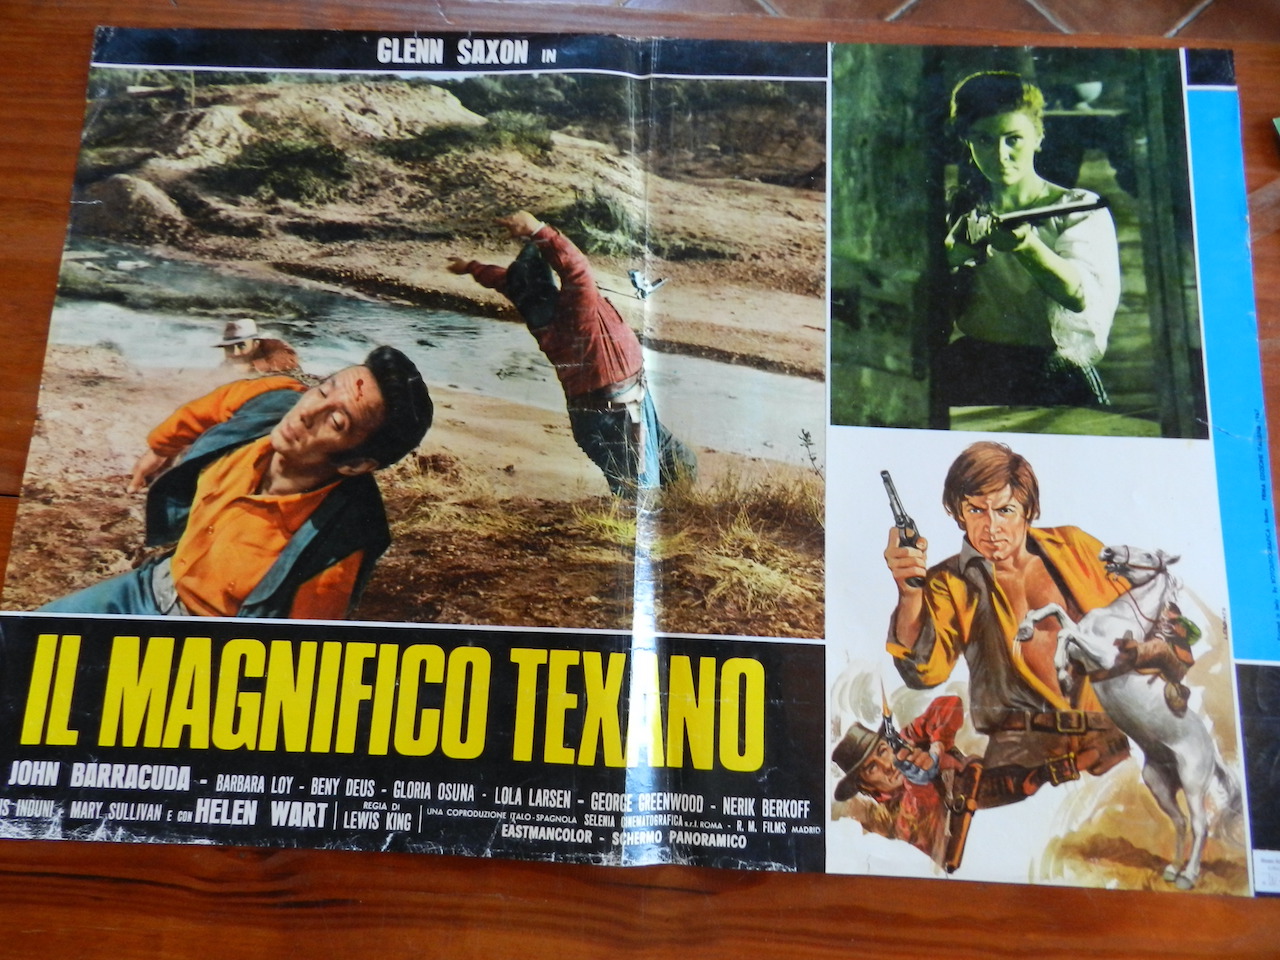 GLENN SAXON IN
IL MAGNIFICO TEXANO
JOHN BARRACUDA - BARBARA LOY - BENY DEUS - GLORIA OSUNA - LOLA LARSEN - GEORGE GREENWOOD - NERIK BERKOFF
INDUNI - MARY SULLIVAN E CON HELEN WART
REGIA DI
LEWIS KING
UNA COPRODUZIONE ITALO-SPAGNOLA SELENIA CINEMATOGRAFICA s.r.l. ROMA - R. M. FILMS MADRID
EASTMANCOLOR - SCHERMO PANORAMICO